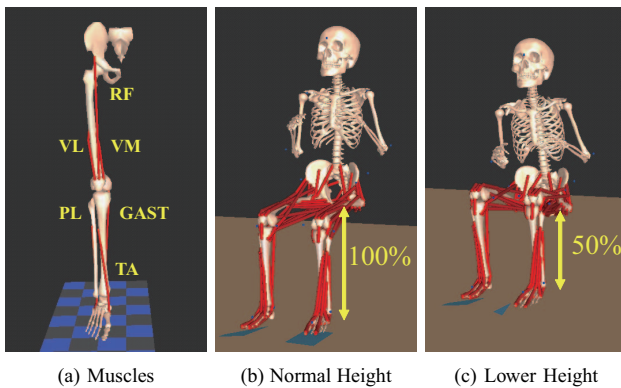 RF
VL VM
PL GAST
TA
100%
50%
(a) Muscles (b) Normal Height (c) Lower Height